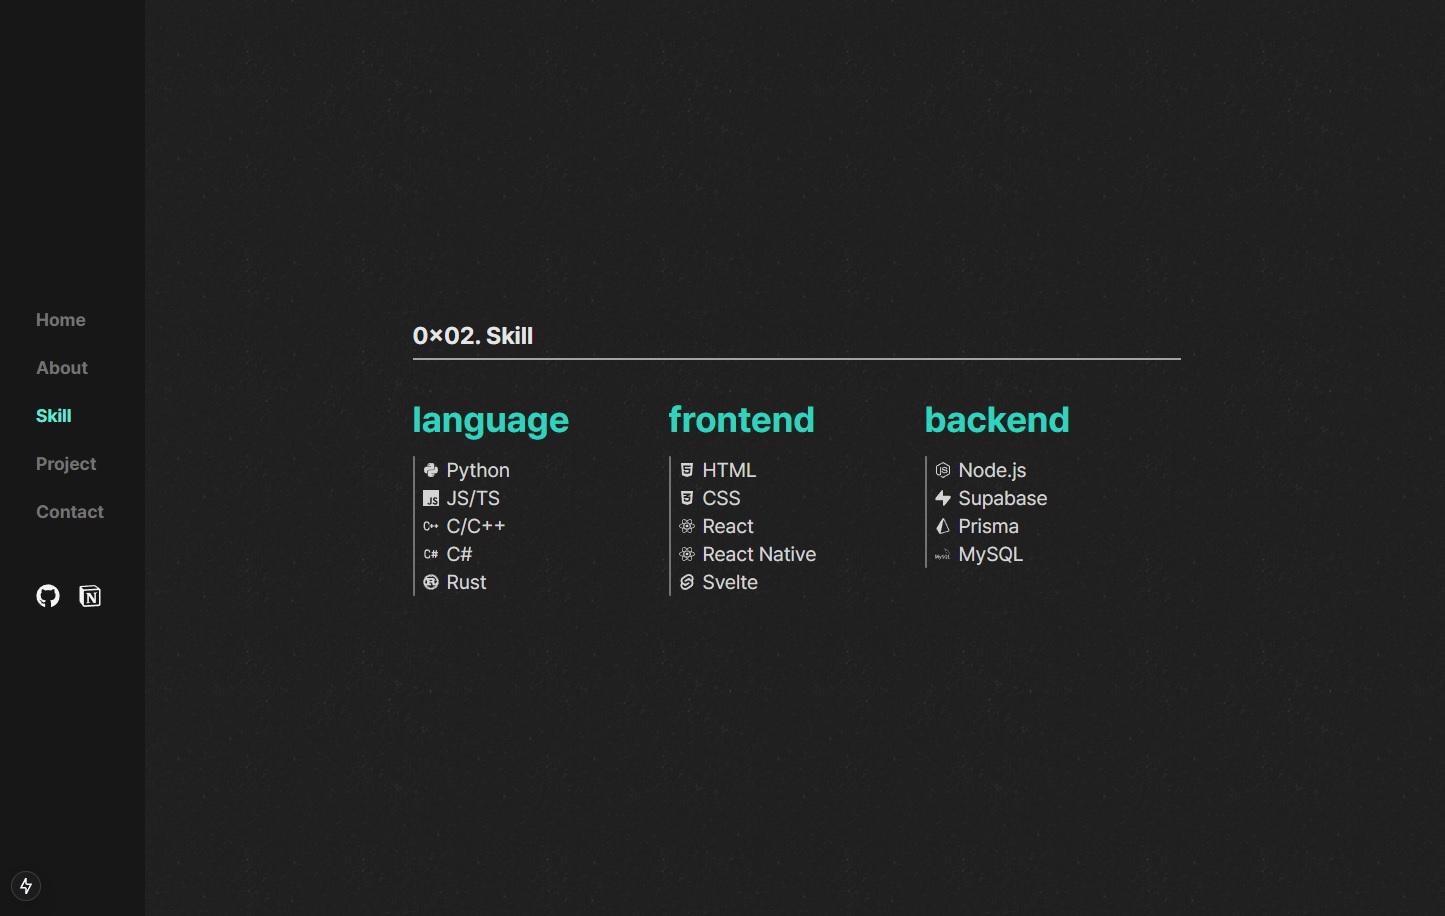 Home
About
Skill
Project
Contact
0×02. Skill
language
Python
JS/TS
C/C++
C#
Rust
frontend
HTML
CSS
React
React Native
Svelte
backend
Node.js
Supabase
Prisma
MySQL